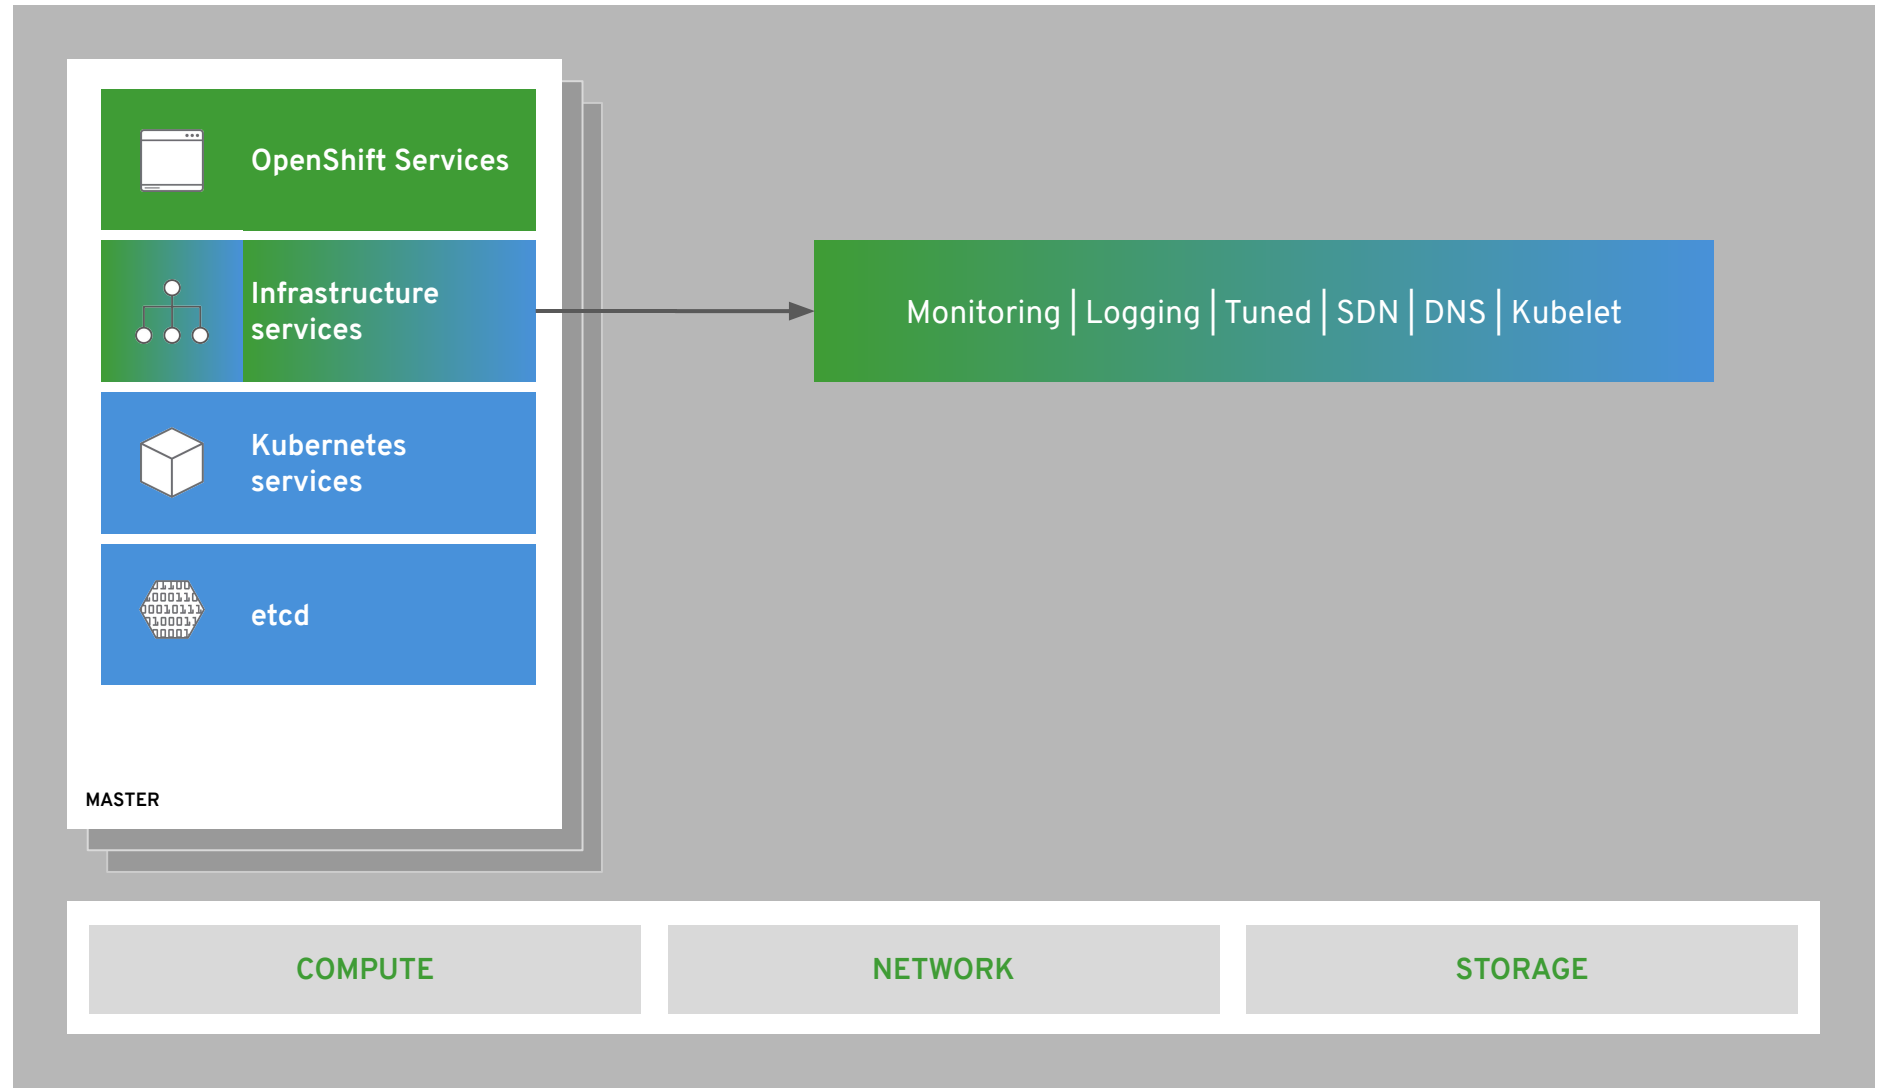 OpenShift Services
Infrastructure
services
Monitoring | Logging | Tuned | SDN | DNS | Kubelet
Kubernetes
services
etcd
MASTER
COMPUTE
NETWORK
STORAGE